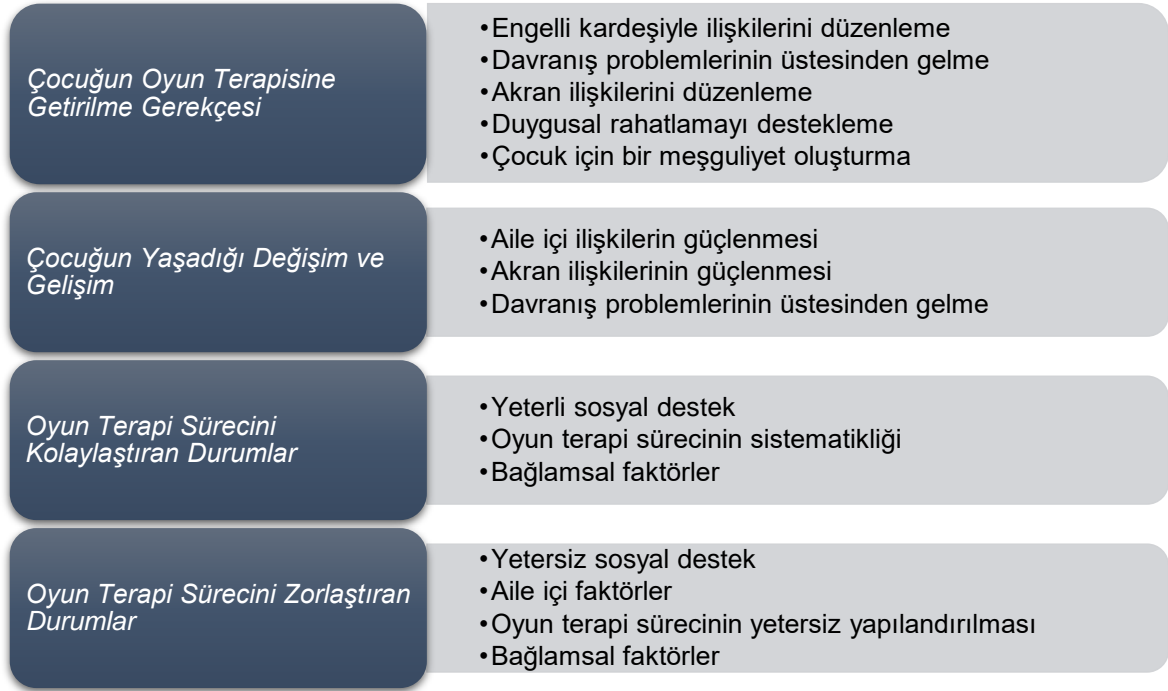 Çocuğun Oyun Terapisine
Getirilme Gerekçesi
•Engelli kardeşiyle ilişkilerini düzenleme
•Davranış problemlerinin üstesinden gelme
•Akran ilişkilerini düzenleme
•Duygusal rahatlamayı destekleme
•Çocuk için bir meşguliyet oluşturma
Çocuğun Yaşadığı Değişim ve
Gelişim
•Aile içi ilişkilerin güçlenmesi
•Akran ilişkilerinin güçlenmesi
•Davranış problemlerinin üstesinden gelme
Oyun Terapi Sürecini
Kolaylaştıran Durumlar
•Yeterli sosyal destek
•Oyun terapi sürecinin sistematikliği
•Bağlamsal faktörler
Oyun Terapi Sürecini Zorlaştıran
Durumlar
•Yetersiz sosyal destek
•Aile içi faktörler
•Oyun terapi sürecinin yetersiz yapılandırılması
•Bağlamsal faktörler